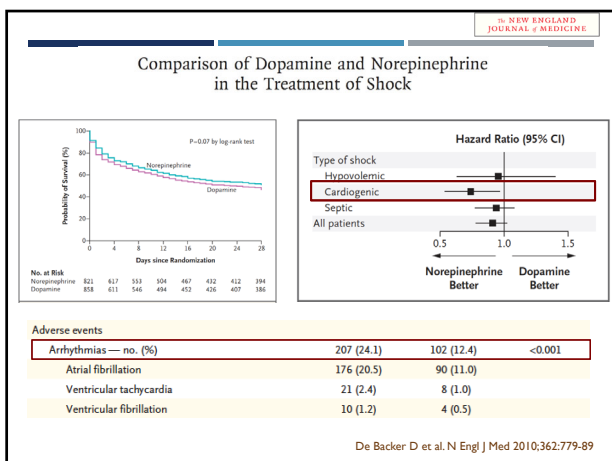 The NEW ENGLAND
JOURNAL of MEDICINE
Comparison of Dopamine and Norepinephrine
in the Treatment of Shock
100
80
60
40
20
0
Probability of Survival (%)
P=0.07 by log-rank test
Norepinephrine
Dopamine
0 4 8 12 16 20 24 28
Days since Randomization
No. at Risk
Norepinephrine 821 617 553 504 467 432 412 394
Dopamine 858 611 546 494 452 426 407 386
Hazard Ratio (95% CI)
Type of shock
Hypovolemic
Cardiogenic
Septic
All patients
0.5 1.0 1.5
Norepinephrine Dopamine
Better Better
Adverse events
Arrhythmias — no. (%) 207 (24.1) 102 (12.4) <0.001
Atrial fibrillation 176 (20.5) 90 (11.0)
Ventricular tachycardia 21 (2.4) 8 (1.0)
Ventricular fibrillation 10 (1.2) 4 (0.5)
De Backer D et al. N Engl J Med 2010;362:779-89